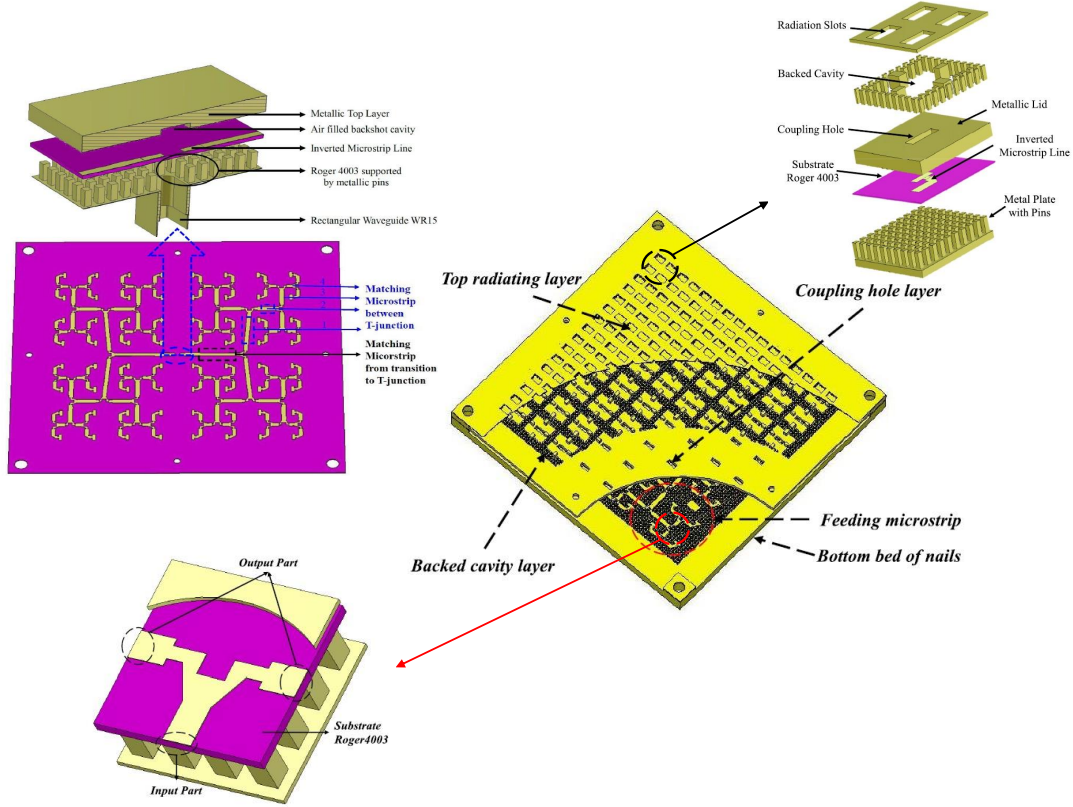 Metallic Top Layer
Air filled backshot cavity
Inverted Microstrip Line
Roger 4003 supported
by metallic pins
Rectangular Waveguide WR15
Matching
Microstrip
between
T-junction
Matching
Micorstrip
from transition
to T-junction
Radiation Slots
Backed Cavity
Metallic Lid
Coupling Hole
Inverted
Microstrip Line
Substrate
Roger 4003
Metal Plate
with Pins
Top radiating layer
Coupling hole layer
Feeding microstrip
Bottom bed of nails
Backed cavity layer
Output Part
Substrate
Roger4003
Input Part